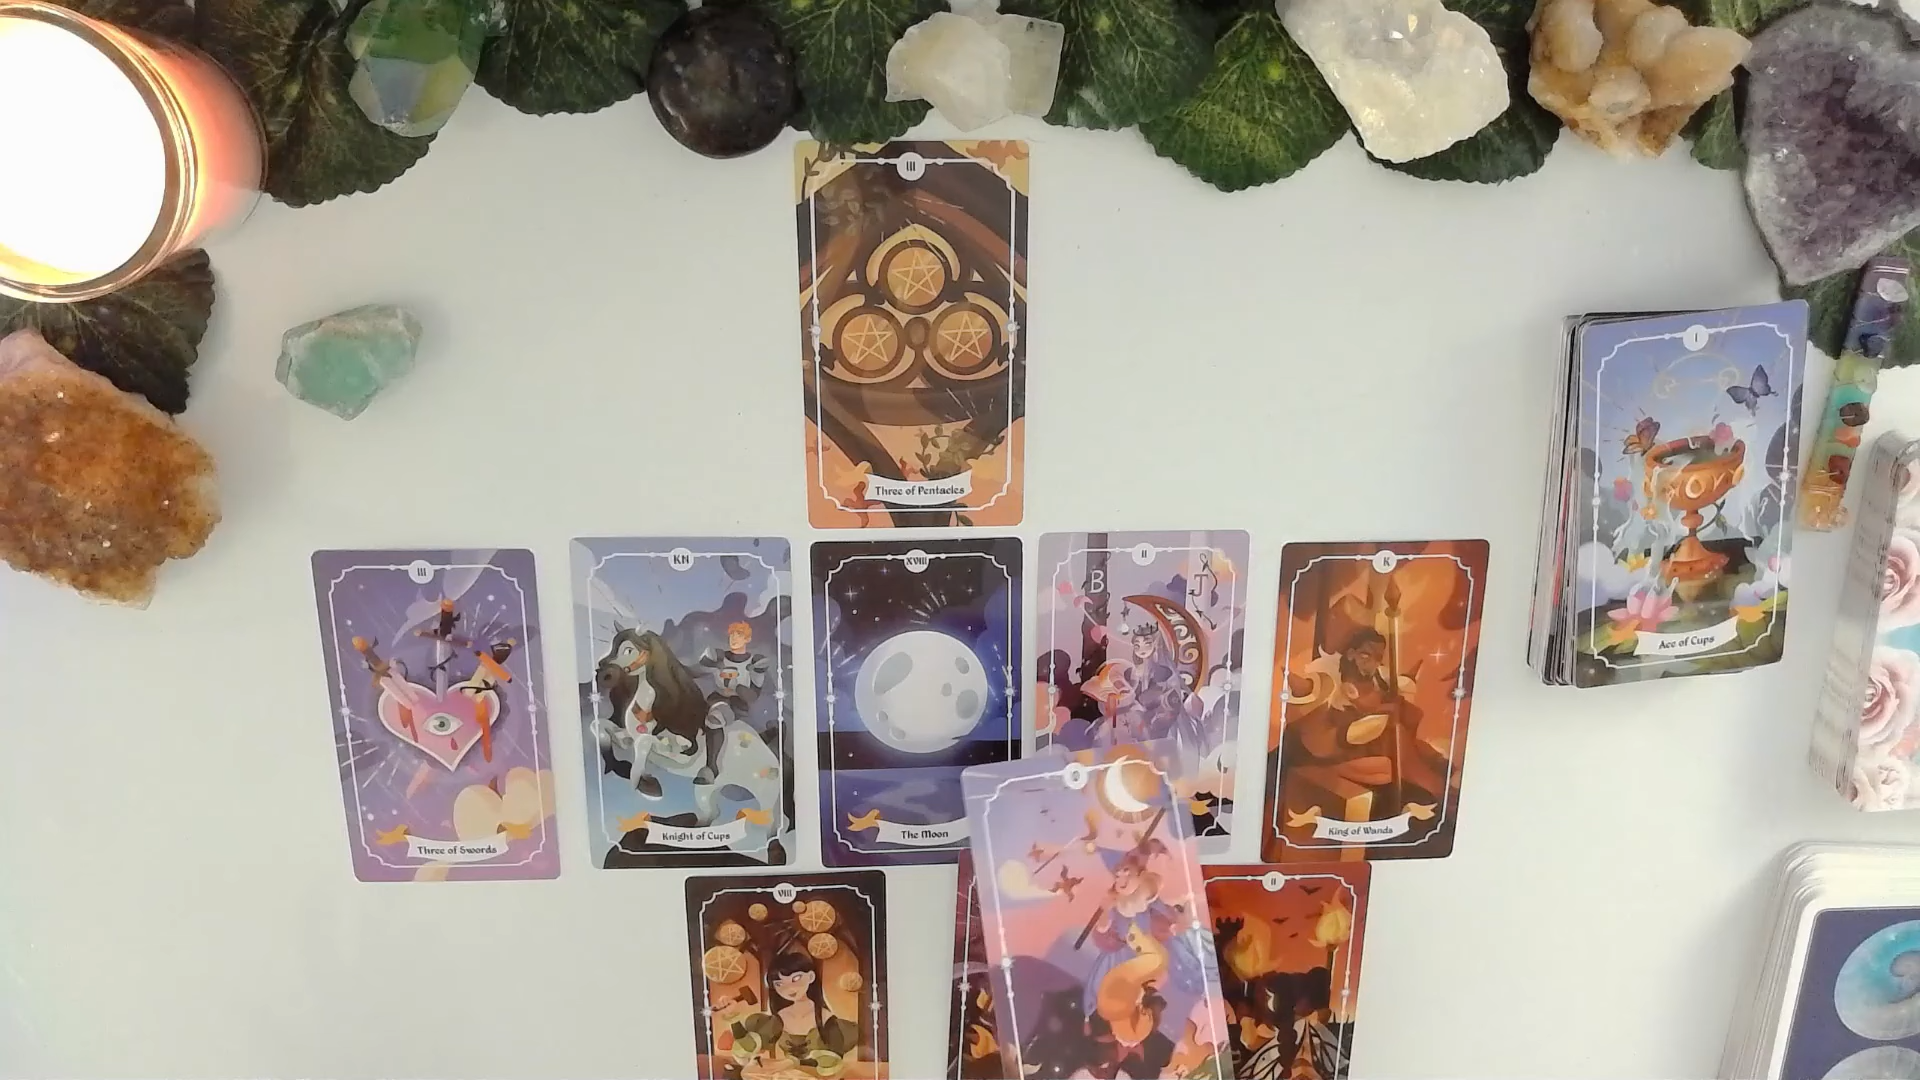 III
Three of Pentacles
III
Three of Swords
KN
Knight of Cups
XVIII
The Moon
II
B
J
K
King of Wands
I
Ace of Cups
VIII
0
II